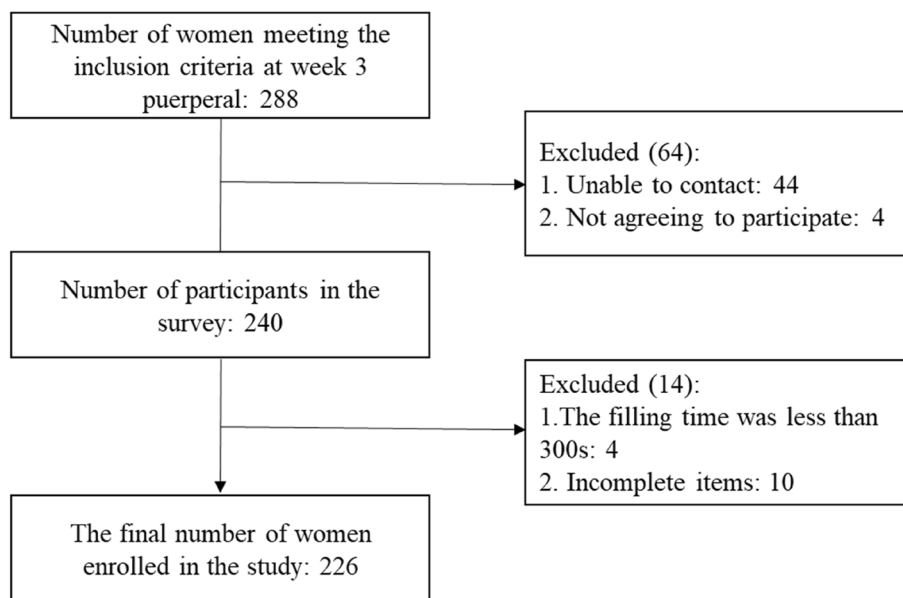 Number of women meeting the
inclusion criteria at week 3
puerperal: 288
Excluded (64):
1. Unable to contact: 44
2. Not agreeing to participate: 4
Number of participants in the
survey: 240
Excluded (14):
1.The filling time was less than
300s: 4
2. Incomplete items: 10
The final number of women
enrolled in the study: 226